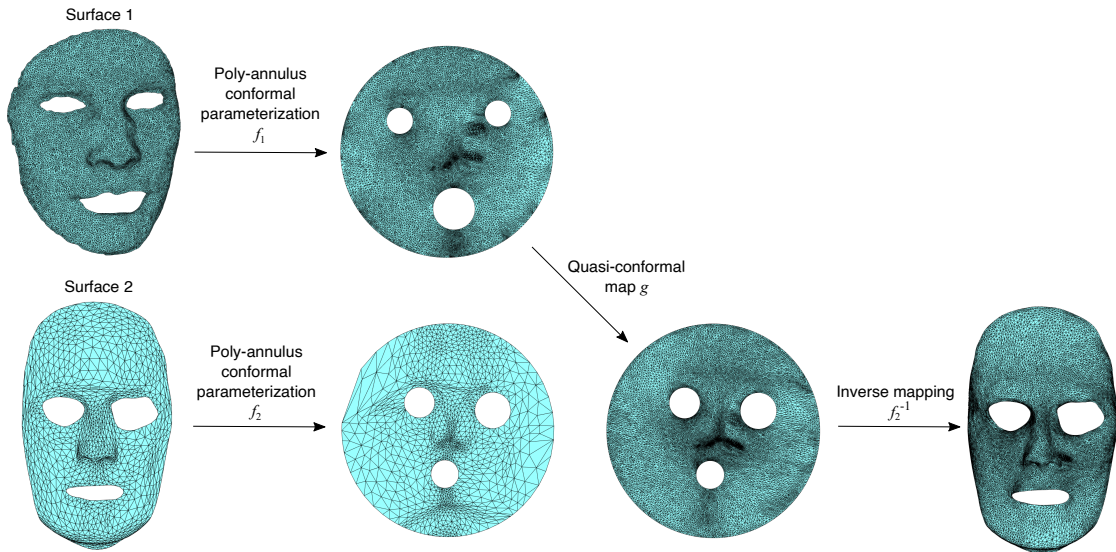 Surface 1
Poly-annulus
conformal
parameterization
f₁
Quasi-conformal
map g
Surface 2
Poly-annulus
conformal
parameterization
f₂
Inverse mapping
f₂⁻¹